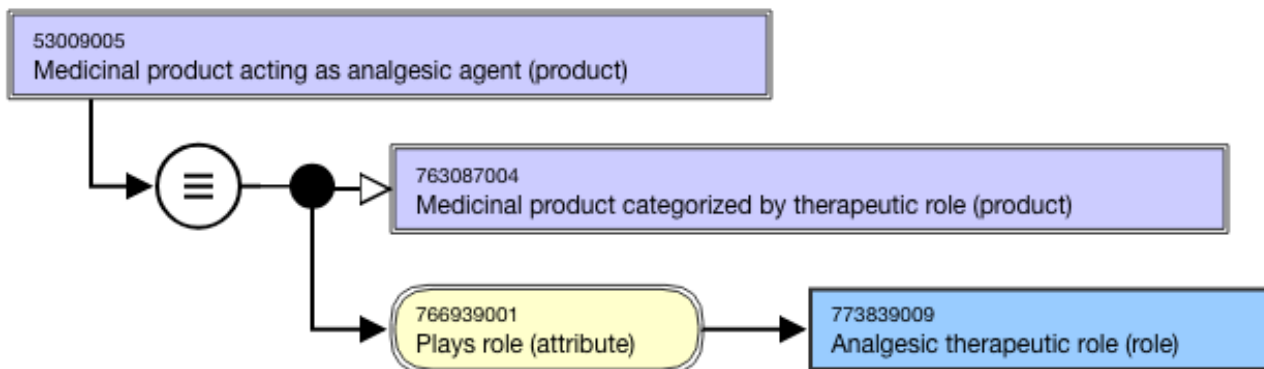 53009005
Medicinal product acting as analgesic agent (product)
763087004
Medicinal product categorized by therapeutic role (product)
766939001
Plays role (attribute)
773839009
Analgesic therapeutic role (role)